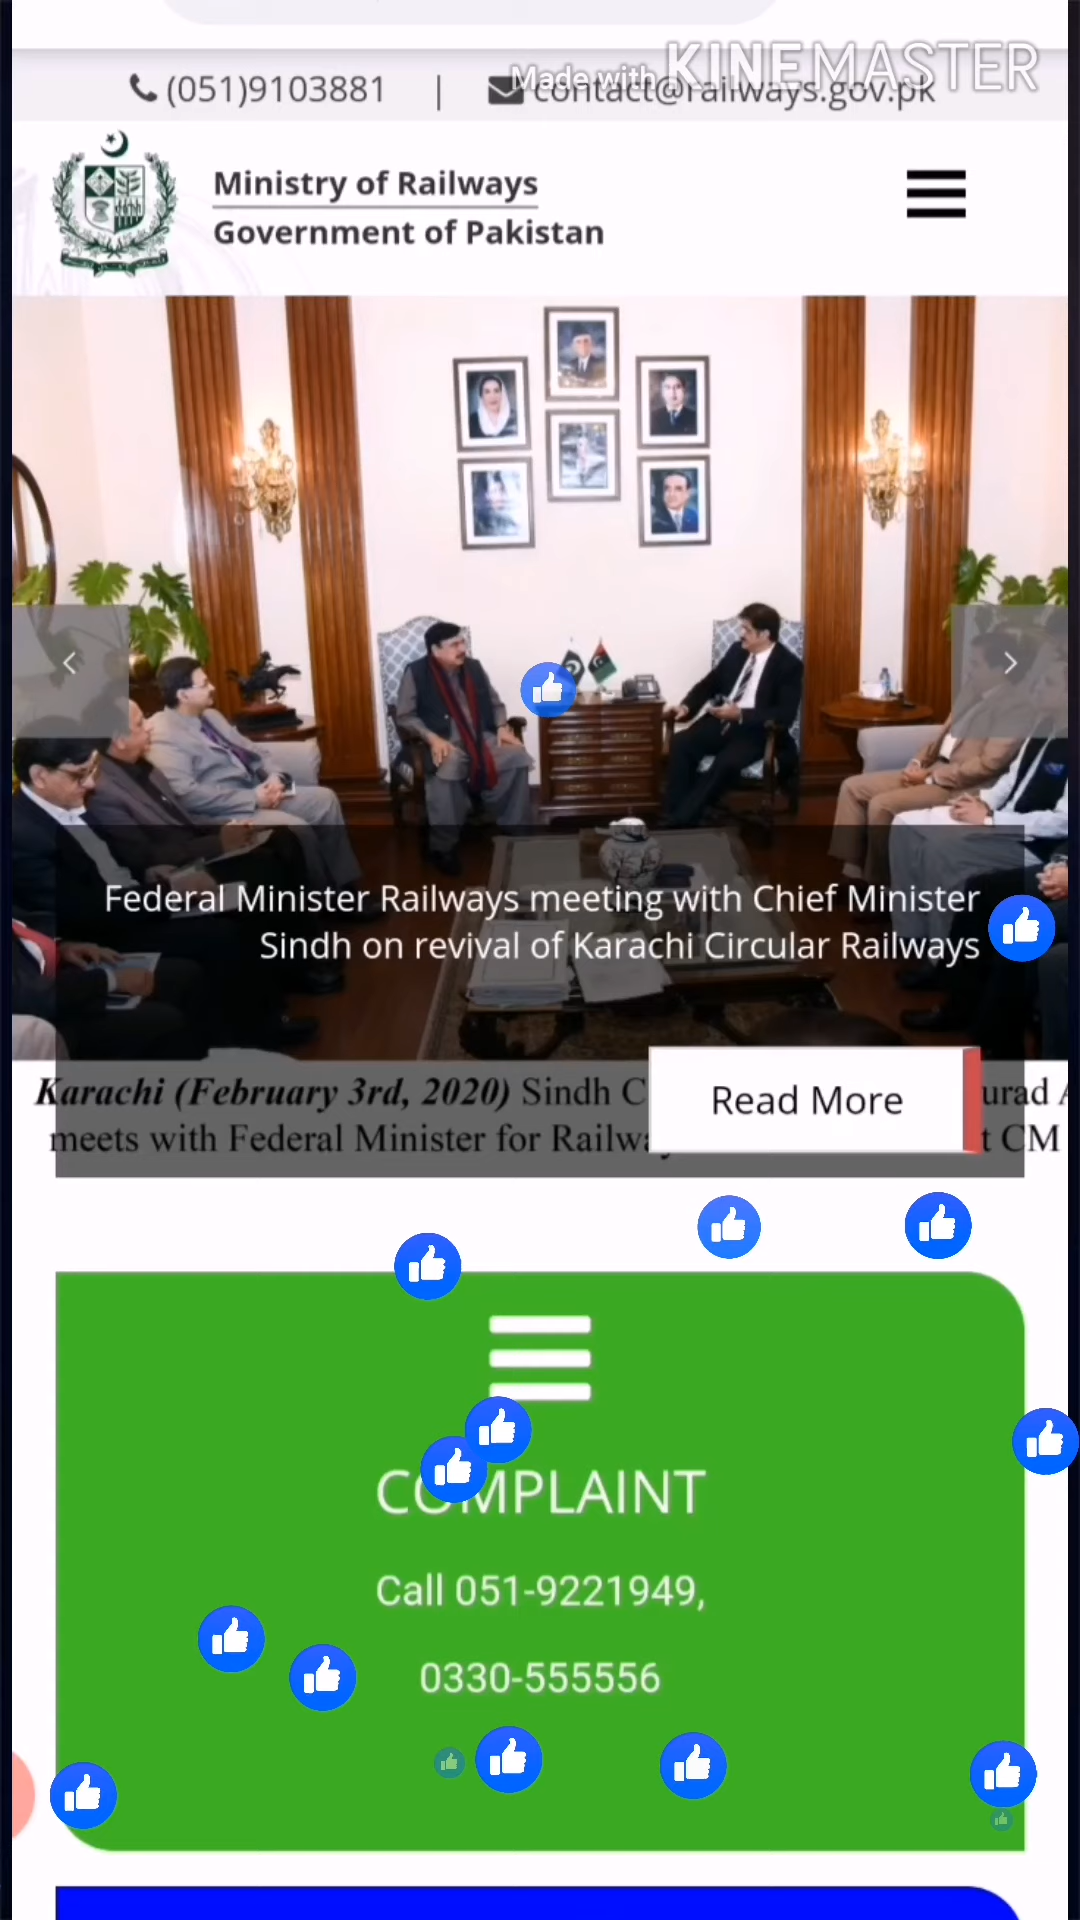 Made with KINEMASTER
(051)9103881 | contact@railways.gov.pk
Ministry of Railways
Government of Pakistan
Federal Minister Railways meeting with Chief Minister
Sindh on revival of Karachi Circular Railways
Karachi (February 3rd, 2020) Sindh C
meets with Federal Minister for Railw CM
Read More
COMPLAINT
Call 051-9221949,
0330-555556